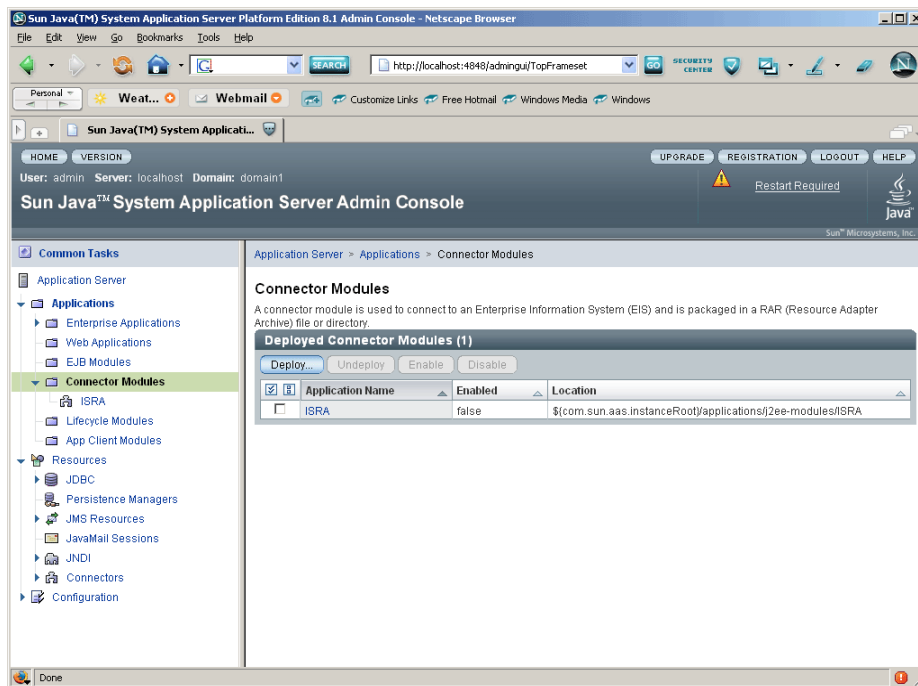 Sun Java(TM) System Application Server Platform Edition 8.1 Admin Console - Netscape Browser
File Edit View Go Bookmarks Tools Help
SEARCH http://localhost:4848/admingui/TopFrameset GO SECURITY CENTER N
Personal Weat... Webmail Customize Links Free Hotmail Windows Media Windows
Sun Java(TM) System Applicati...
HOME VERSION UPGRADE REGISTRATION LOGOUT HELP
User: admin Server: localhost Domain: domain1
Restart Required
Sun Java™ System Application Server Admin Console
Java™
Sun™ Microsystems, Inc.
Common Tasks
Application Server
Applications
Enterprise Applications
Web Applications
EJB Modules
Connector Modules
ISRA
Lifecycle Modules
App Client Modules
Resources
JDBC
Persistence Managers
JMS Resources
JavaMail Sessions
JNDI
Connectors
Configuration
Application Server > Applications > Connector Modules
Connector Modules
A connector module is used to connect to an Enterprise Information System (EIS) and is packaged in a RAR (Resource Adapter
Archive) file or directory.
Deployed Connector Modules (1)
Deploy... Undeploy Enable Disable
Application Name Enabled Location
ISRA false ${com.sun.aas.instanceRoot}/applications/j2ee-modules/ISRA
Done